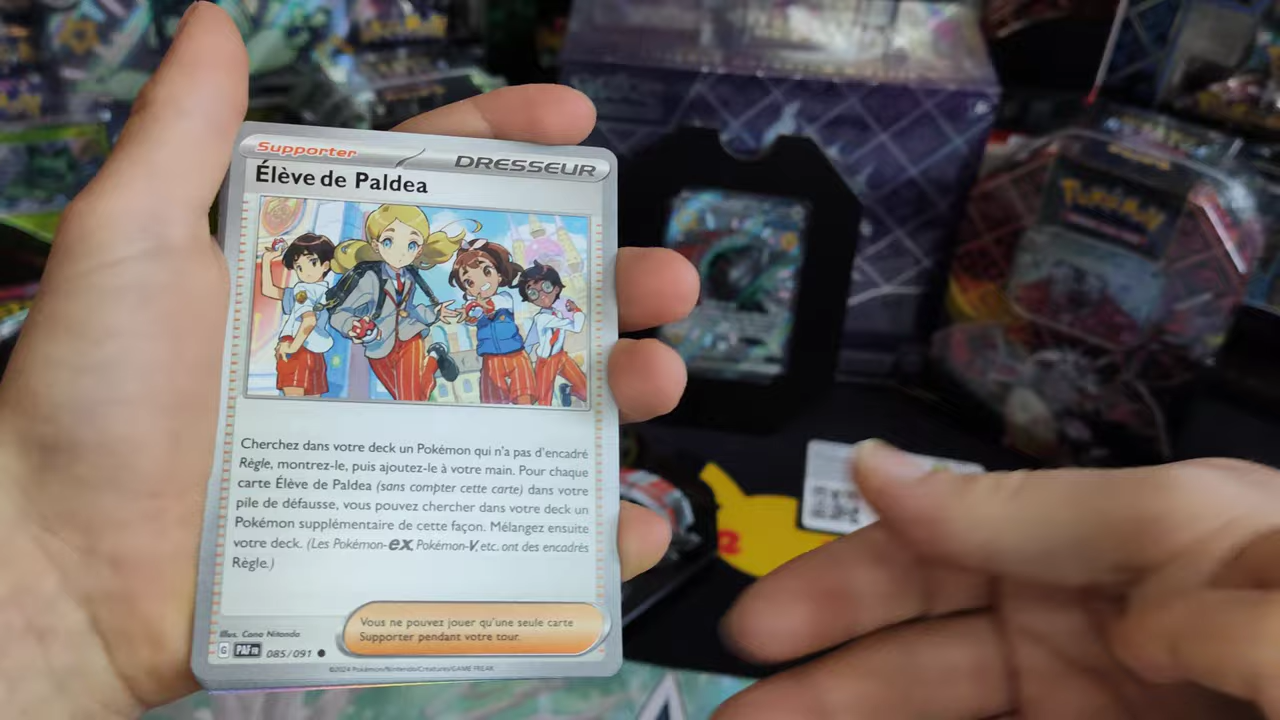 Supporter
DRESSEUR
Élève de Paldea
Cherchez dans votre deck un Pokémon qui n'a pas d'encadré
Règle, montrez-le, puis ajoutez-le à votre main. Pour chaque
carte Élève de Paldea (sans compter cette carte) dans votre
pile de défausse, vous pouvez chercher dans votre deck un
Pokémon supplémentaire de cette façon. Mélangez ensuite
votre deck. (Les Pokémon-ex, Pokémon-V, etc. ont des encadrés
Règle.)
Vous ne pouvez jouer qu'une seule carte
Supporter pendant votre tour.
Illus. Cona Nitanda
G PAF FR 085/091
©2024 Pokémon/Nintendo/Creatures/GAME FREAK
Pokémon